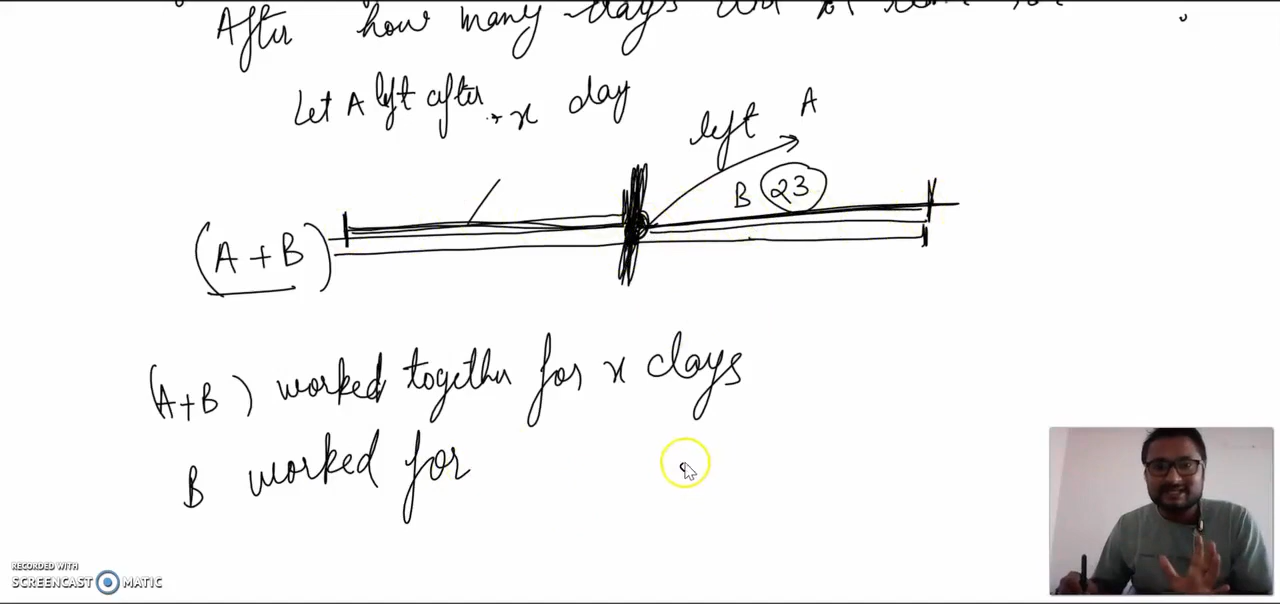 After how many days
Let A left after x day
left A
B 23
(A+B)
(A+B) worked together for x days
B worked for
RECORDED WITH
SCREENCAST MATIC